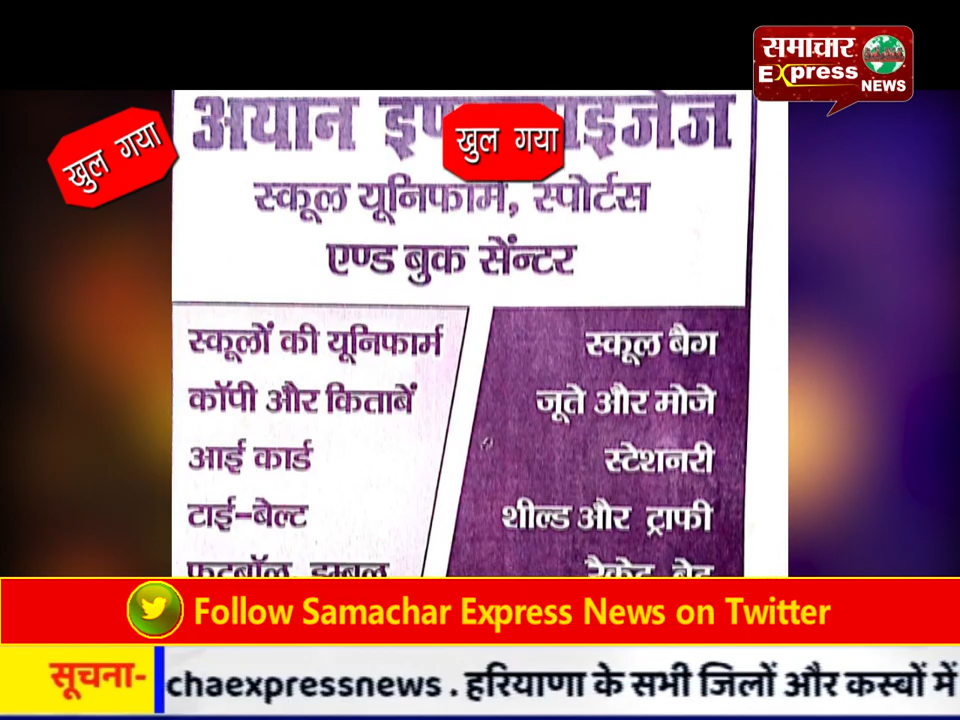 समाचार
Express
NEWS
खुल गया
अयान
खुल गया
स्कूल यूनिफार्म, स्पोर्टस
एण्ड बुक सेंन्टर
स्कूलों की यूनिफार्म
स्कूल बैग
कॉपी और किताबें
जूते और मोजे
आई कार्ड
स्टेशनरी
टाई-बेल्ट
शील्ड और ट्राफी
Follow Samachar Express News on Twitter
सूचना-
chaexpressnews . हरियाणा के सभी जिलों और कस्बों में